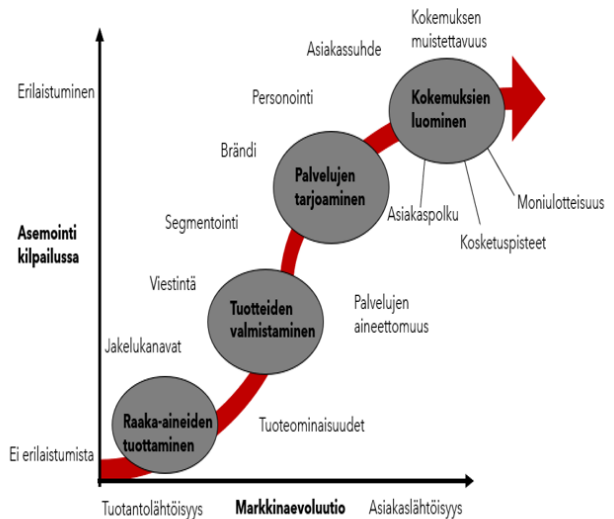 Kokemuksen
muistettavuus
Asiakassuhde
Erilaistuminen
Personointi
Kokemuksien
luominen
Brändi
Palvelujen
tarjoaminen
Moniulotteisuus
Asiakaspolku
Segmentointi
Kosketuspisteet
Asemointi
kilpailussa
Viestintä
Tuotteiden
valmistaminen
Palvelujen
aineettomuus
Jakelukanavat
Raaka-aineiden
tuottaminen
Tuoteominaisuudet
Ei erilaistumista
Tuotantolähtöisyys
Markkinaevoluutio
Asiakaslähtöisyys